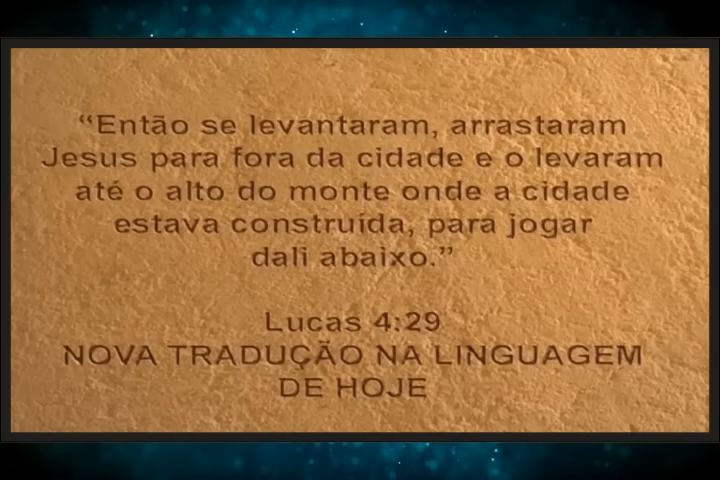 “Então se levantaram, arrastaram
Jesus para fora da cidade e o levaram
até o alto do monte onde a cidade
estava construída, para jogar
dali abaixo.”
Lucas 4:29
NOVA TRADUÇÃO NA LINGUAGEM
DE HOJE